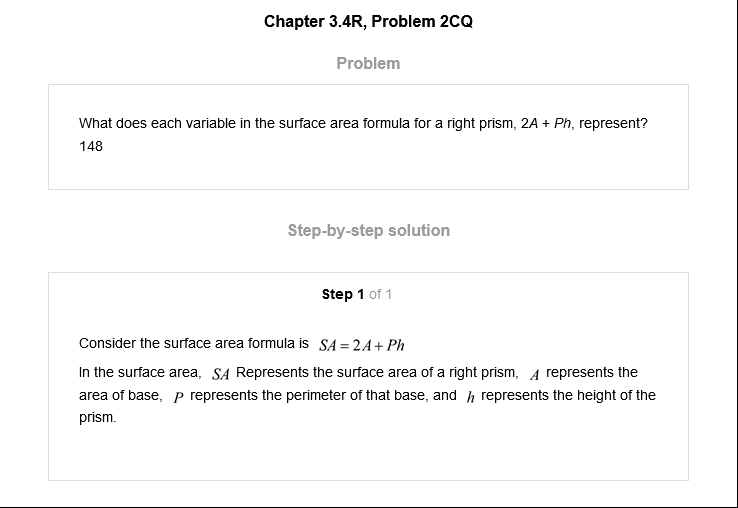 Chapter 3.4R, Problem 2CQ
Problem
What does each variable in the surface area formula for a right prism, 2A + Ph, represent?
148
Step-by-step solution
Step 1 of 1
Consider the surface area formula is SA = 2A + Ph
In the surface area, SA Represents the surface area of a right prism, A represents the
area of base, P represents the perimeter of that base, and h represents the height of the
prism.